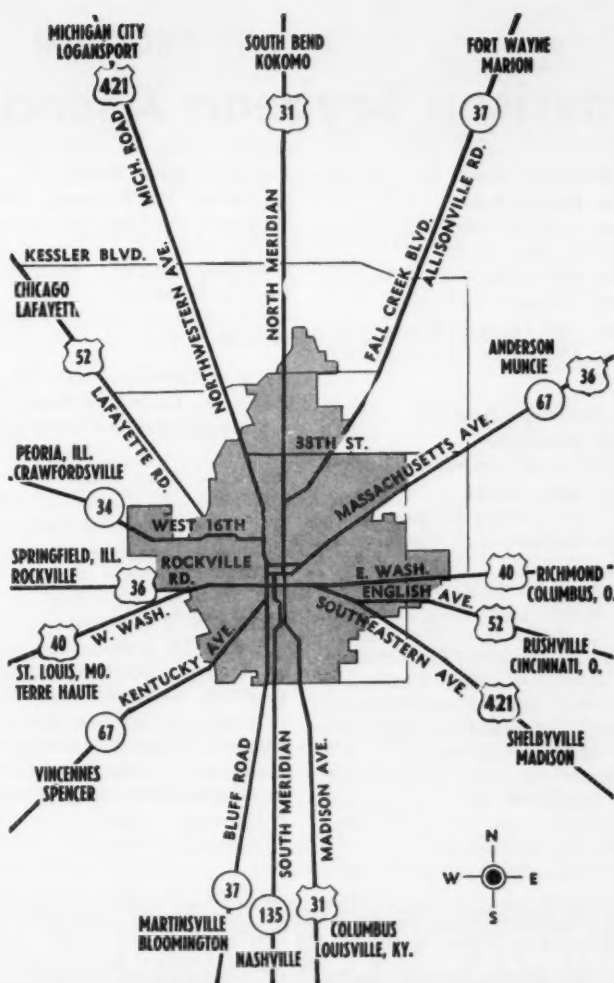 MICHIGAN CITY
LOGANSPORT
421
MICH. ROAD
NORTHWESTERN AVE.
SOUTH BEND
KOKOMO
31
NORTH MERIDIAN
FORT WAYNE
MARION
37
FALL CREEK BLVD.
ALLISONVILLE RD.
KESSLER BLVD.
CHICAGO
LAFAYETTE
52
LAFAYETTE RD.
ANDERSON
MUNCIE
36
67
MASSACHUSETTS AVE.
38TH ST.
PEORIA, ILL.
CRAWFORDSVILLE
34
WEST 16TH
SPRINGFIELD, ILL.
ROCKVILLE
36
ROCKVILLE
RD.
E. WASH.
40
RICHMOND
COLUMBUS, O.
ENGLISH AVE.
52
RUSHVILLE
CINCINNATI, O.
40
W. WASH.
ST. LOUIS, MO.
TERRE HAUTE
KENTUCKY AVE.
67
VINCENNES
SPENCER
SOUTHEASTERN AVE.
421
SHELBYVILLE
MADISON
BLUFF ROAD
SOUTH MERIDIAN
MADISON AVE.
37
MARTINSVILLE
BLOOMINGTON
135
NASHVILLE
31
COLUMBUS
LOUISVILLE, KY.
N
W
E
S